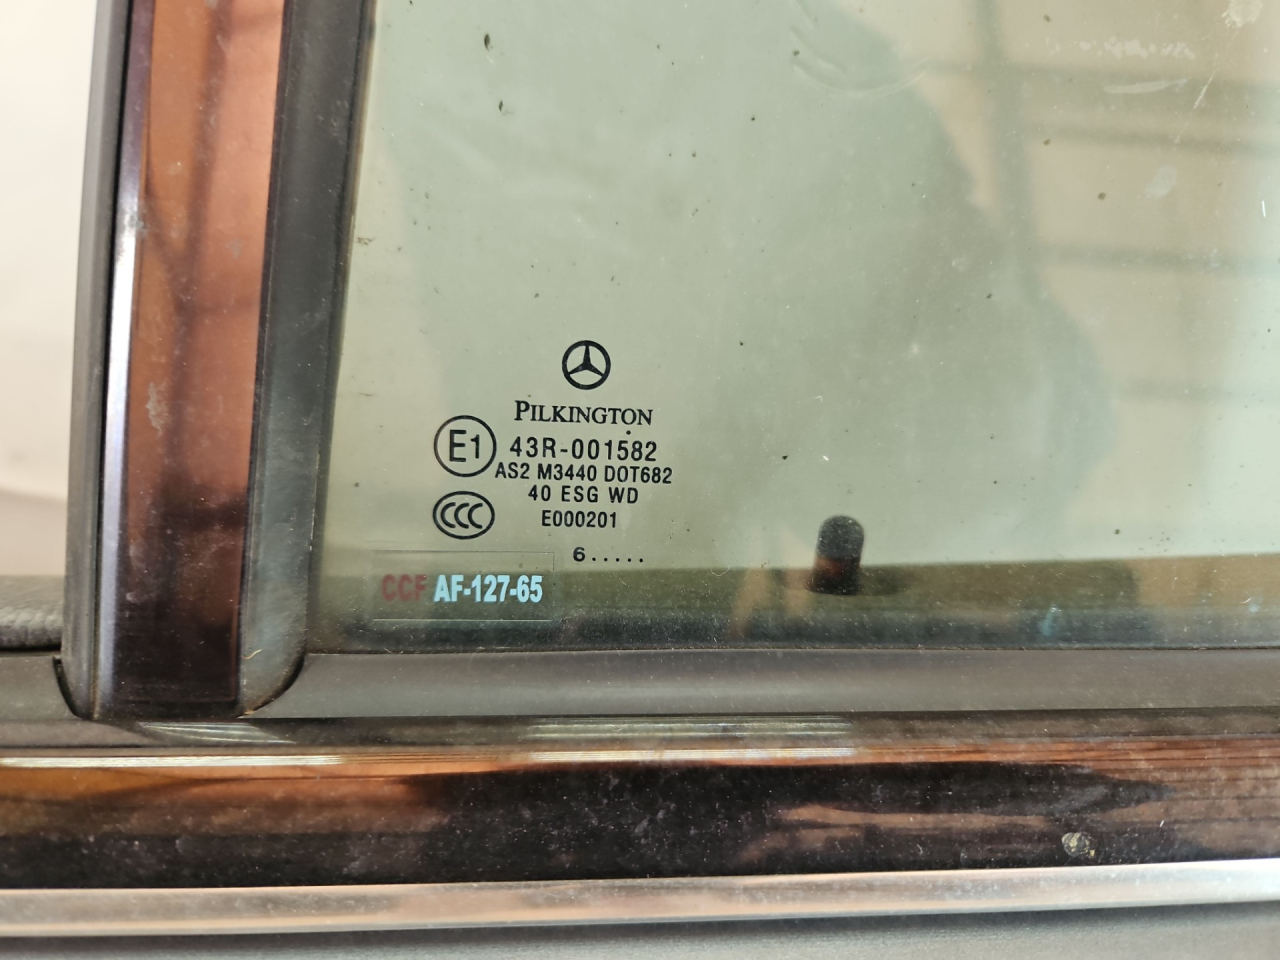 PILKINGTON
E1 43R-001582
AS2 M3440 DOT682
40 ESG WD
CCC E000201
6.....
CCF AF-127-65